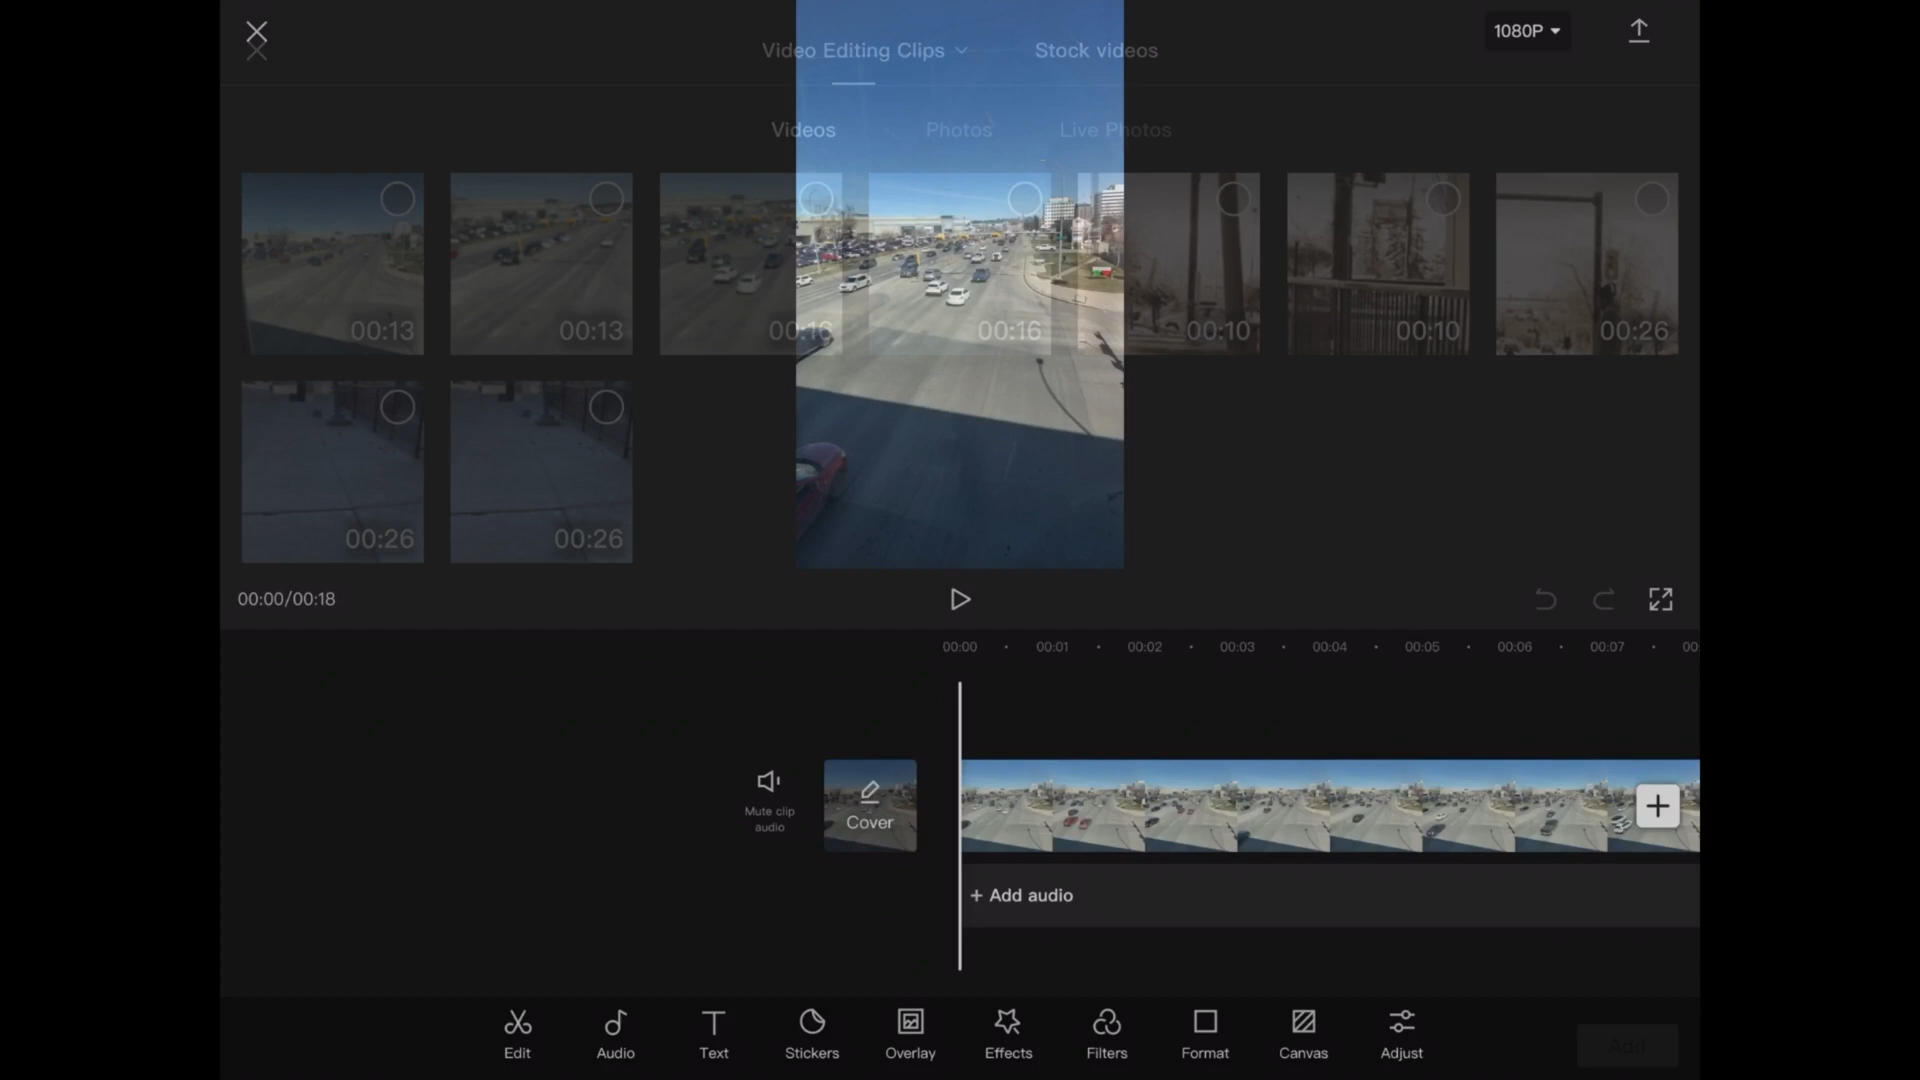 1080P
Video Editing Clips
Stock videos
Videos
Photos
Live Photos
00:13
00:13
00:16
00:16
00:10
00:10
00:26
00:26
00:26
00:00/00:18
00:00
00:01
00:02
00:03
00:04
00:05
00:06
00:07
00:
Mute clip
audio
Cover
+ Add audio
Edit
Audio
Text
Stickers
Overlay
Effects
Filters
Format
Canvas
Adjust
Add